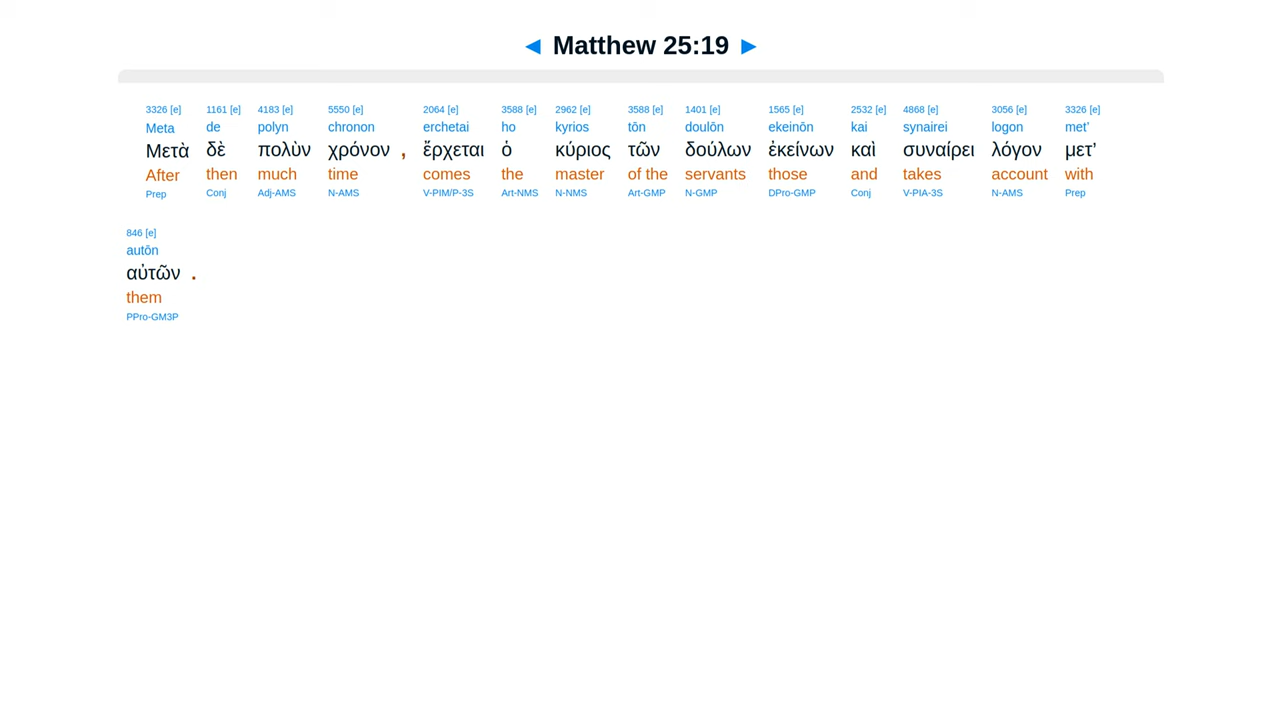 ◄ Matthew 25:19 ►
3326 [e] 1161 [e] 4183 [e] 5550 [e] 2064 [e] 3588 [e] 2962 [e] 3588 [e] 1401 [e] 1565 [e] 2532 [e] 4868 [e] 3056 [e] 3326 [e]
Meta de polyn chronon erchetai ho kyrios tōn doulōn ekeinōn kai synairei logon met’
Μετὰ δὲ πολὺν χρόνον , ἔρχεται ὁ κύριος τῶν δούλων ἐκείνων καὶ συναίρει λόγον μετ’
After then much time comes the master of the servants those and takes account with
Prep Conj Adj-AMS N-AMS V-PIM/P-3S Art-NMS N-NMS Art-GMP N-GMP DPro-GMP Conj V-PIA-3S N-AMS Prep
846 [e]
autōn
αὐτῶν .
them
PPro-GM3P